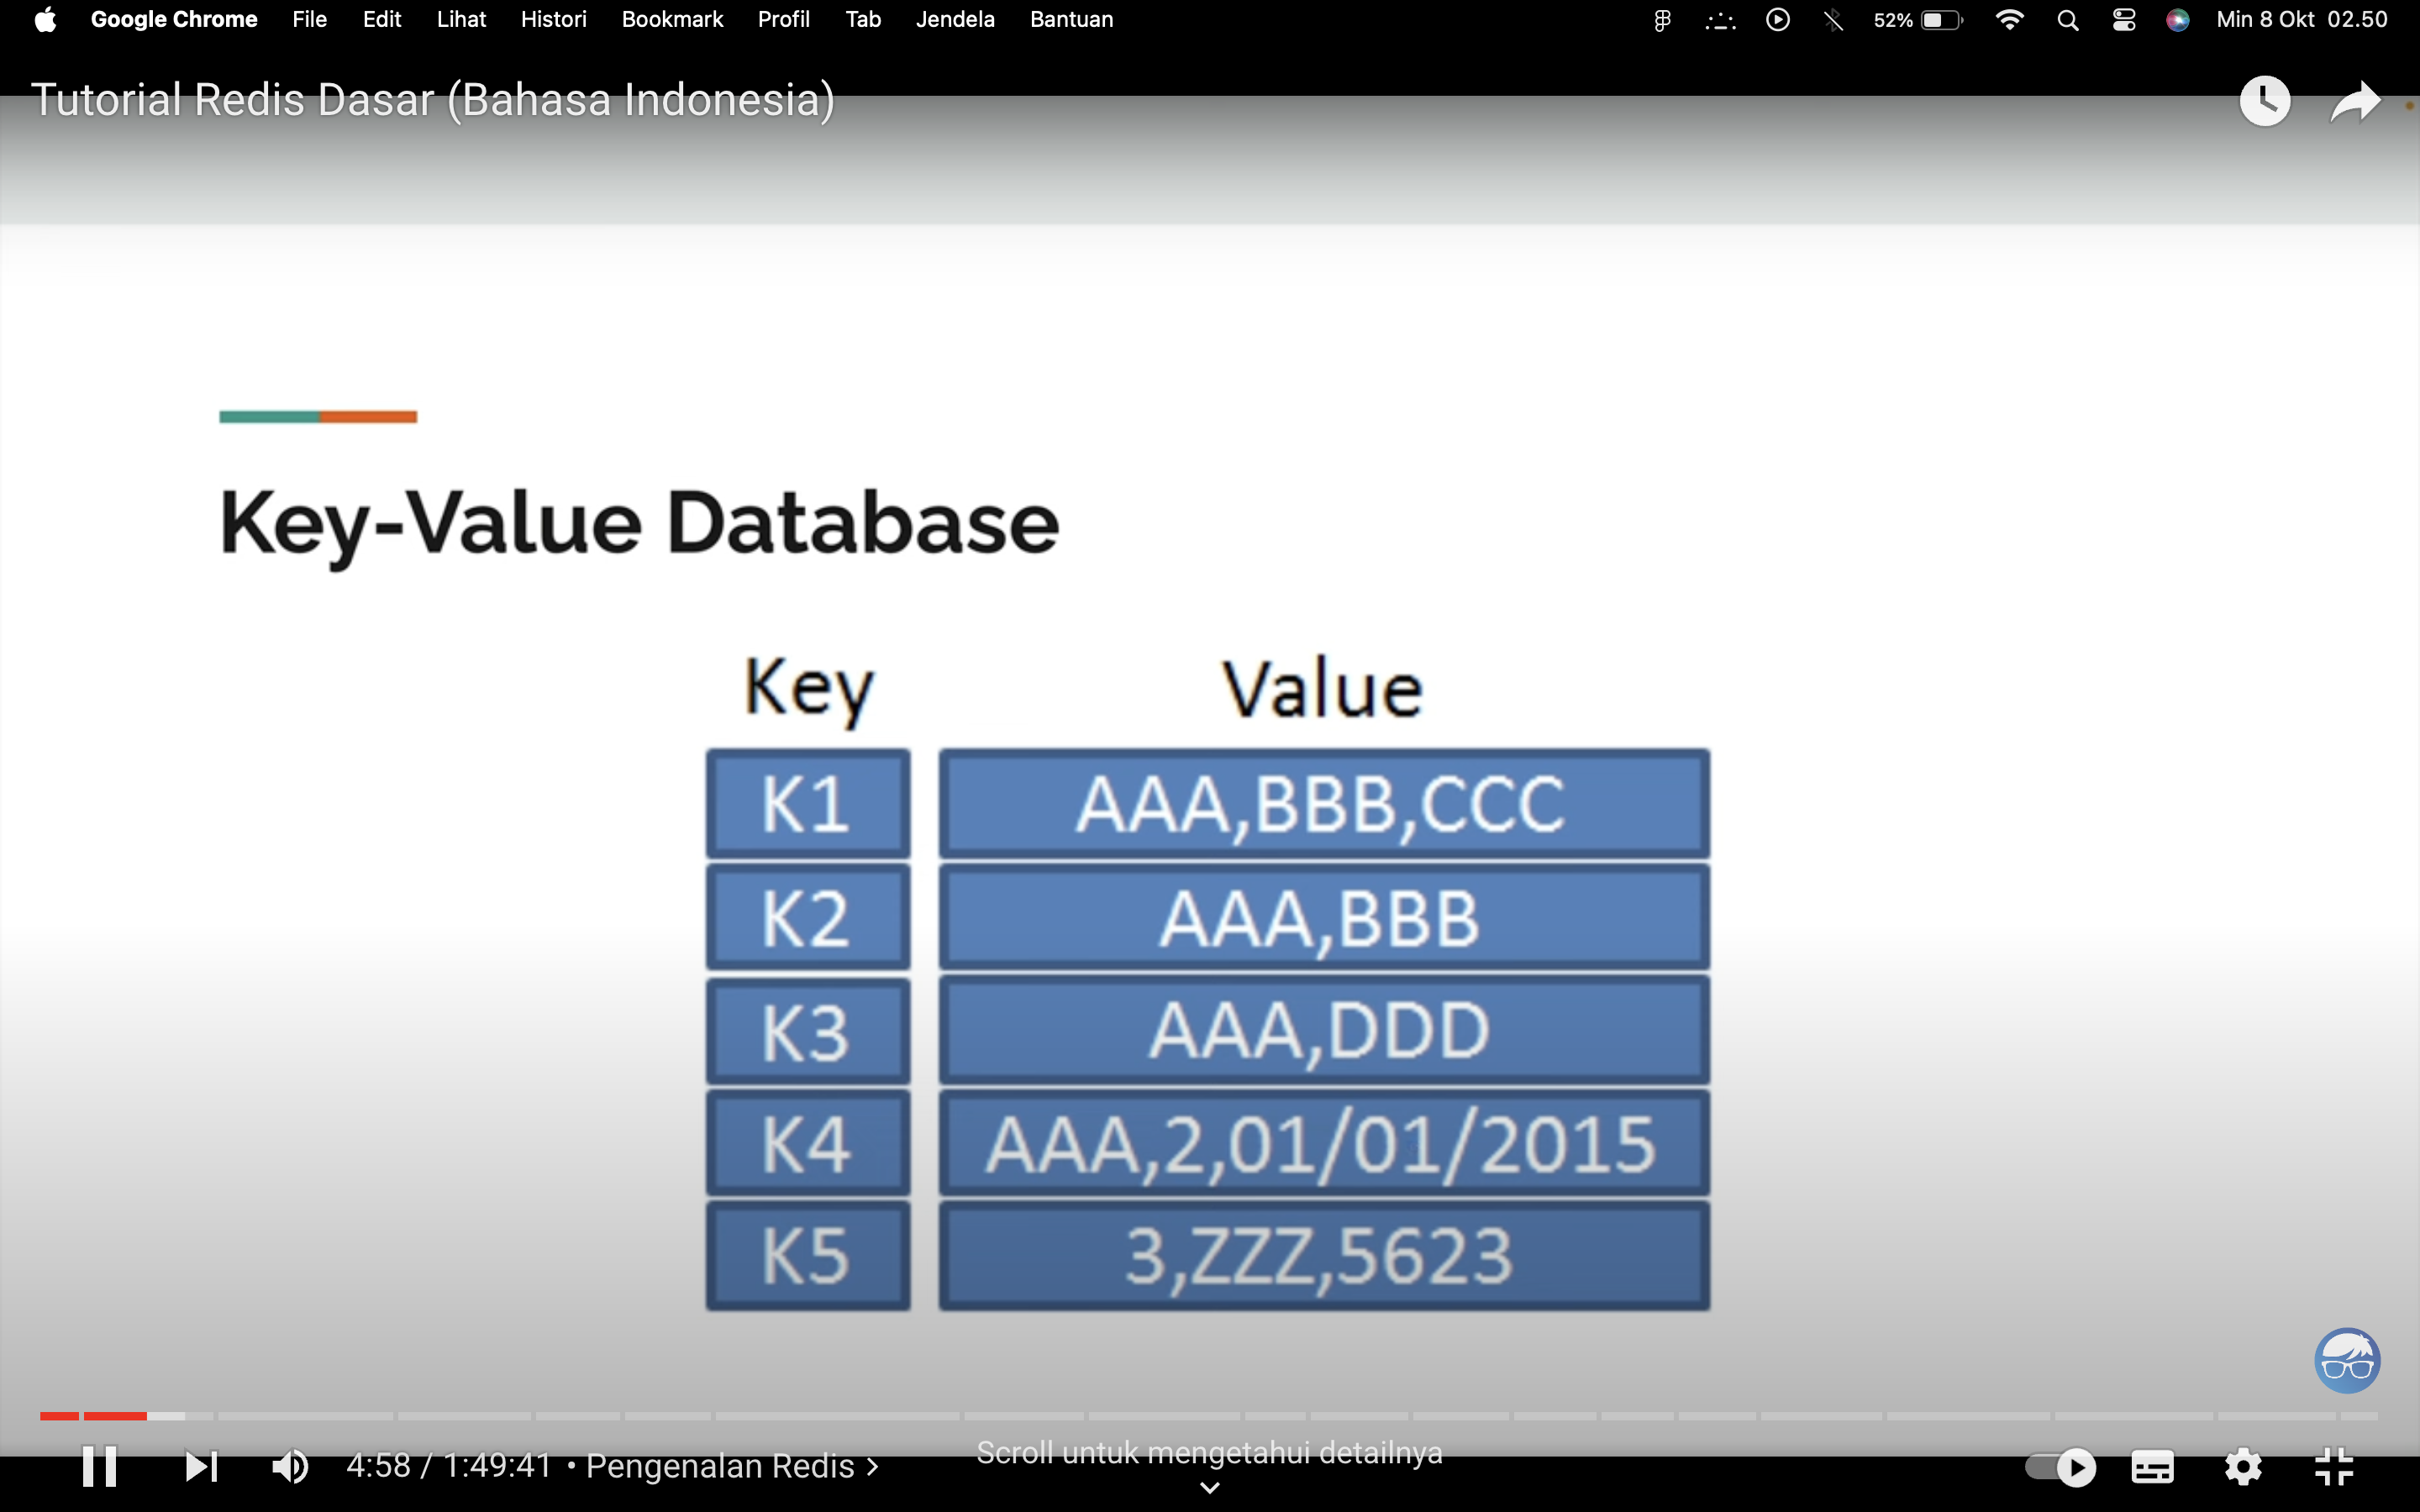 Google Chrome File Edit Lihat Histori Bookmark Profil Tab Jendela Bantuan 52% Min 8 Okt 02.50
Tutorial Redis Dasar (Bahasa Indonesia)
Key-Value Database
Key Value
K1 AAA,BBB,CCC
K2 AAA,BBB
K3 AAA,DDD
K4 AAA,2,01/01/2015
K5 3,ZZZ,5623
4:58 / 1:49:41 • Pengenalan Redis >
Scroll untuk mengetahui detailnya